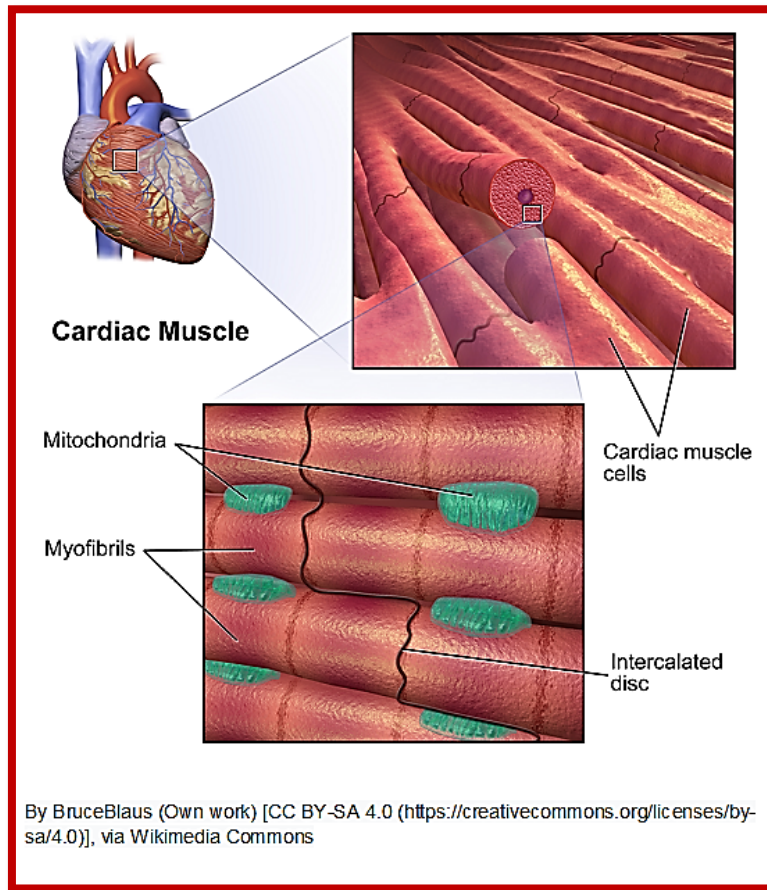 Cardiac Muscle
Cardiac muscle
cells
Mitochondria
Myofibrils
Intercalated
disc
By BruceBlaus (Own work) [CC BY-SA 4.0 (https://creativecommons.org/licenses/by-
sa/4.0)], via Wikimedia Commons